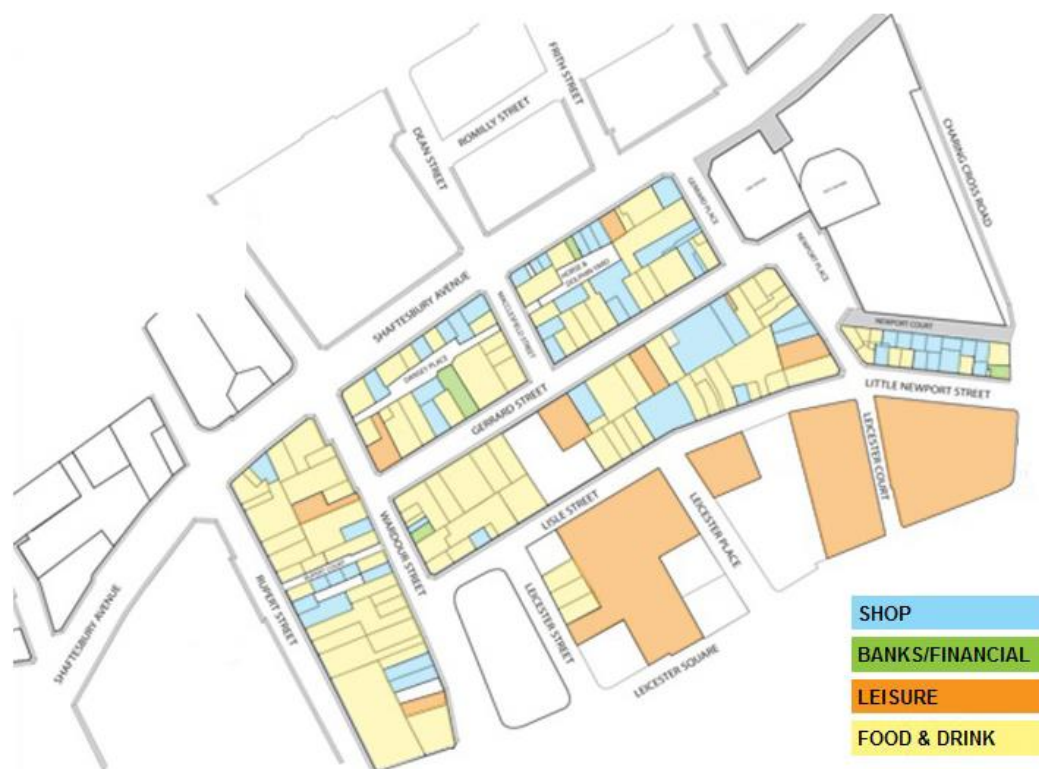 FRITH STREET
ROMILLY STREET
DEAN STREET
CHARING CROSS ROAD
GERRARD PLACE
NEWPORT PLACE
HORSE &
DOLPHIN YARD
SHAFTESBURY AVENUE
MACCLESFIELD STREET
NEWPORT COURT
DANSEY PLACE
LITTLE NEWPORT STREET
GERRARD STREET
LEICESTER COURT
LISLE STREET
LEICESTER PLACE
WARDOUR STREET
RUPERT COURT
RUPERT STREET
SHAFTESBURY AVENUE
LEICESTER STREET
LEICESTER SQUARE
SHOP
BANKS/FINANCIAL
LEISURE
FOOD & DRINK